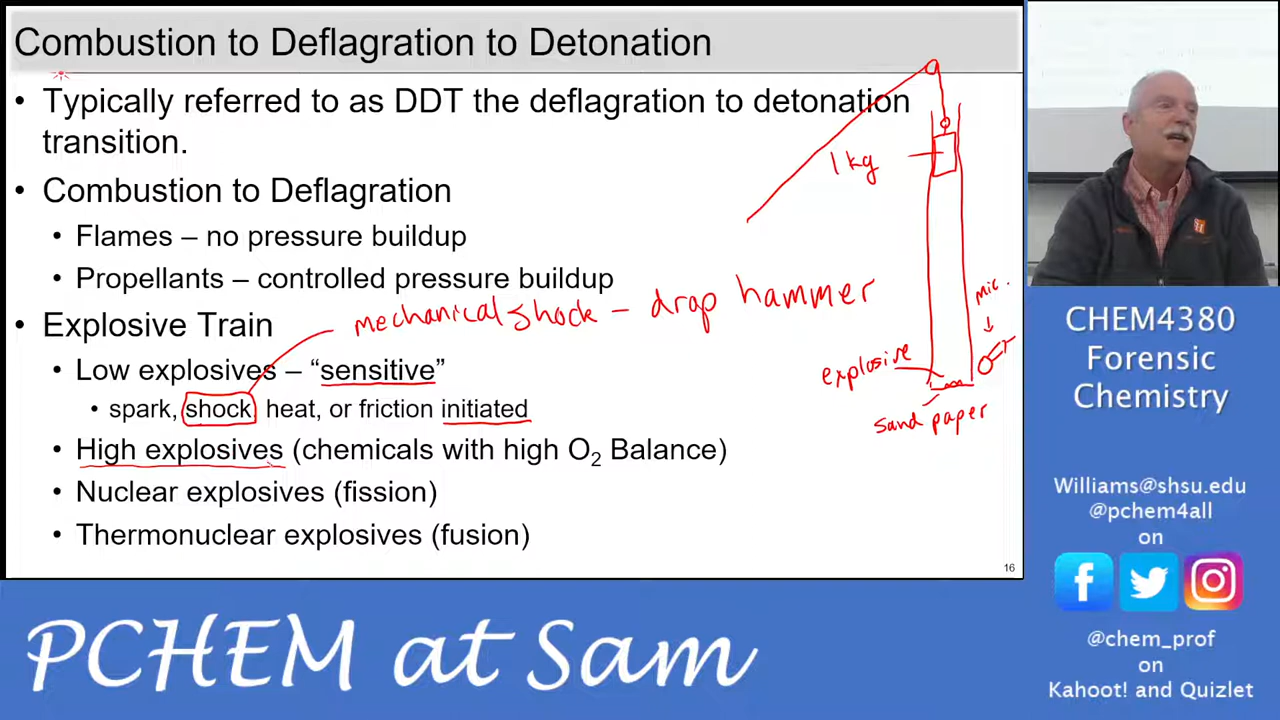 Combustion to Deflagration to Detonation
• Typically referred to as DDT the deflagration to detonation
transition.
• Combustion to Deflagration
• Flames – no pressure buildup
• Propellants – controlled pressure buildup
• Explosive Train
• Low explosives – “sensitive”
• spark, shock, heat, or friction initiated
• High explosives (chemicals with high O₂ Balance)
• Nuclear explosives (fission)
• Thermonuclear explosives (fusion)
1 kg
mechanical shock – drop hammer
mic.
explosive
sand paper
16
CHEM4380
Forensic
Chemistry
Williams@shsu.edu
@pchem4all
on
@chem_prof
on
Kahoot! and Quizlet
PCHEM at Sam